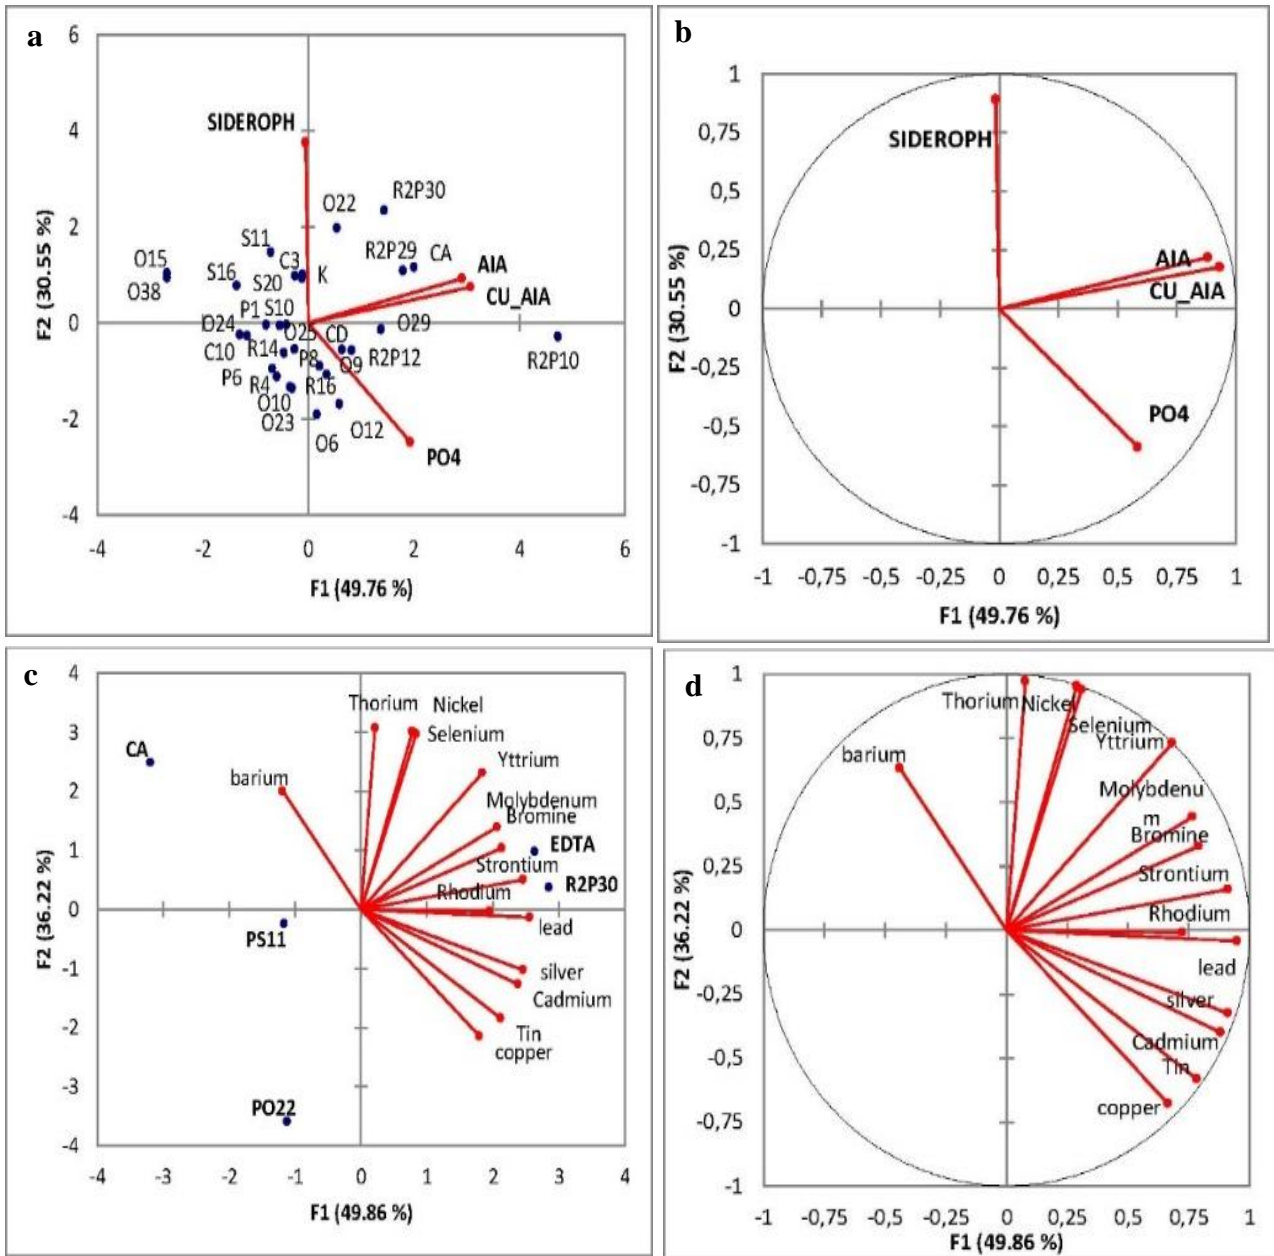 a
6
4
2
0
-2
-4
-4
-2
0
2
4
6
F2 (30.55 %)
F1 (49.76 %)
SIDEROPH
R2P30
O22
S11
R2P29
CA
AIA
O15
C3
K
S16
S20
CU_AIA
O38
P1
S10
O24
O25
CD
O29
C10
R14
P8
O9
R2P12
R2P10
P6
R4
R16
O10
O23
O12
O6
PO4
b
1
0,75
0,5
0,25
0
-0,25
-0,5
-0,75
-1
-1
-0,75
-0,5
-0,25
0
0,25
0,5
0,75
1
F2 (30.55 %)
F1 (49.76 %)
SIDEROPH
AIA
CU_AIA
PO4
c
4
3
2
1
0
-1
-2
-3
-4
-4
-3
-2
-1
0
1
2
3
4
F2 (36.22 %)
F1 (49.86 %)
Thorium
Nickel
Selenium
CA
barium
Yttrium
Molybdenum
Bromine
EDTA
Strontium
R2P30
Rhodium
lead
PS11
silver
Cadmium
Tin
copper
PO22
d
1
0,75
0,5
0,25
0
-0,25
-0,5
-0,75
-1
-1
-0,75
-0,5
-0,25
0
0,25
0,5
0,75
1
F2 (36.22 %)
F1 (49.86 %)
Thorium
Nickel
Selenium
Yttrium
barium
Molybdenu
m
Bromine
Strontium
Rhodium
lead
silver
Cadmium
Tin
copper